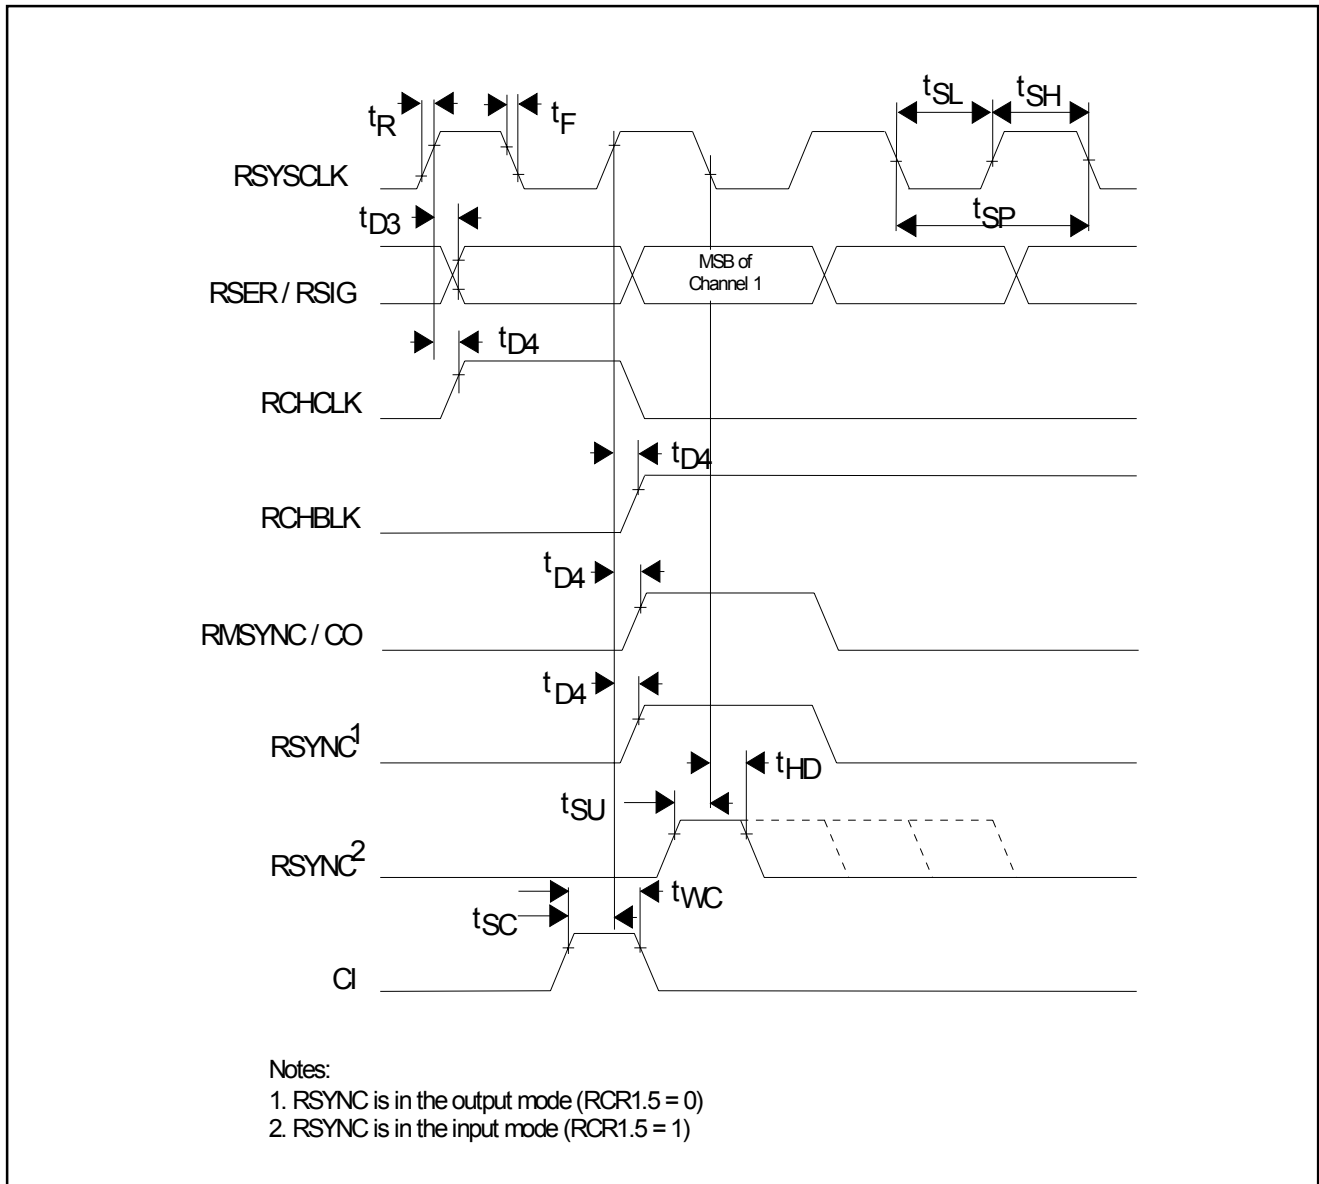 tSL tSH
tR tF
RSYSCLK
tSP
tD3
MSB of
Channel 1
RSER / RSIG
tD4
RCHCLK
tD4
RCHBLK
tD4
RMSYNC / CO
tD4
RSYNC1
tHD
tSU
RSYNC2
tWC
tSC
CI
Notes:
1. RSYNC is in the output mode (RCR1.5 = 0)
2. RSYNC is in the input mode (RCR1.5 = 1)